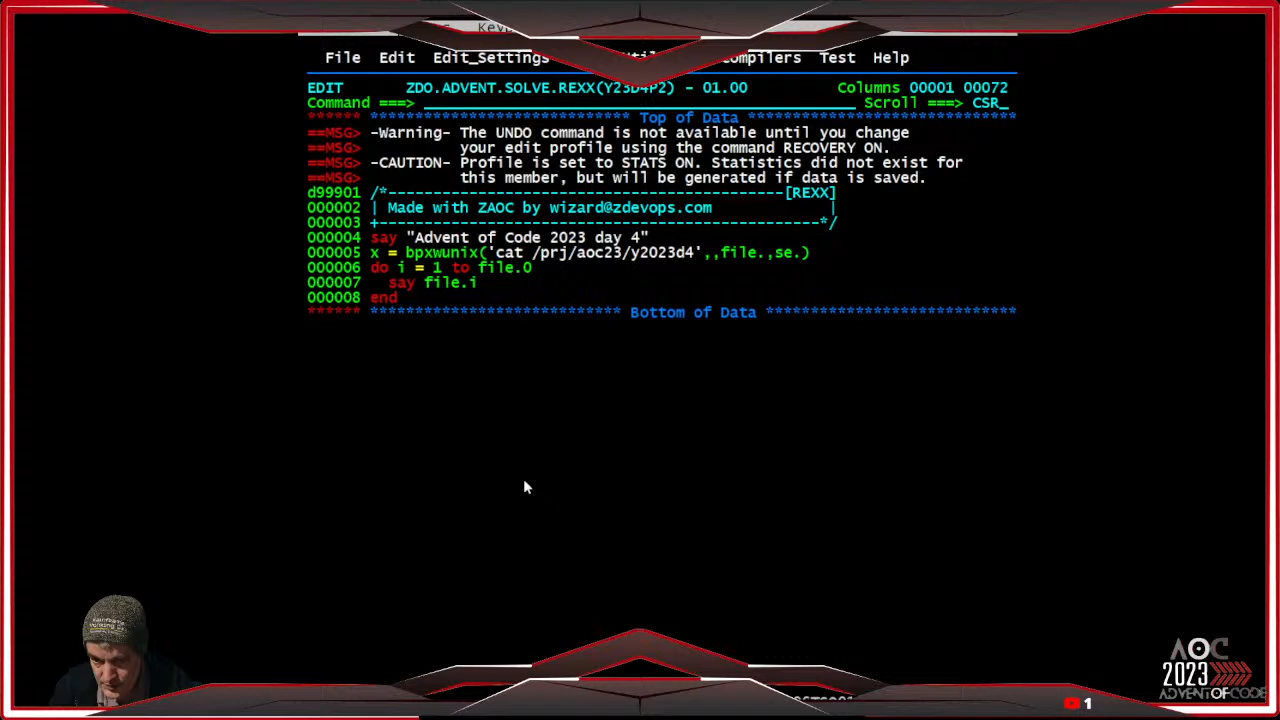 File Edit Edit_Settings Compilers Test Help
EDIT ZDO.ADVENT.SOLVE.REXX(Y23D4P2) - 01.00 Columns 00001 00072
Command ===> Scroll ===> CSR_
****** **************************** Top of Data ******************************
==MSG> -Warning- The UNDO command is not available until you change
==MSG> your edit profile using the command RECOVERY ON.
==MSG> -CAUTION- Profile is set to STATS ON. Statistics did not exist for
==MSG> this member, but will be generated if data is saved.
d99901 /*--------------------------------------------[REXX]
000002 | Made with ZAOC by wizard@zdevops.com |
000003 +-------------------------------------------------*/
000004 say "Advent of Code 2023 day 4"
000005 x = bpxwunix('cat /prj/aoc23/y2023d4',,file.,se.)
000006 do i = 1 to file.0
000007 say file.i
000008 end
****** **************************** Bottom of Data ****************************
AOC
2023
ADVENT OF CODE
1